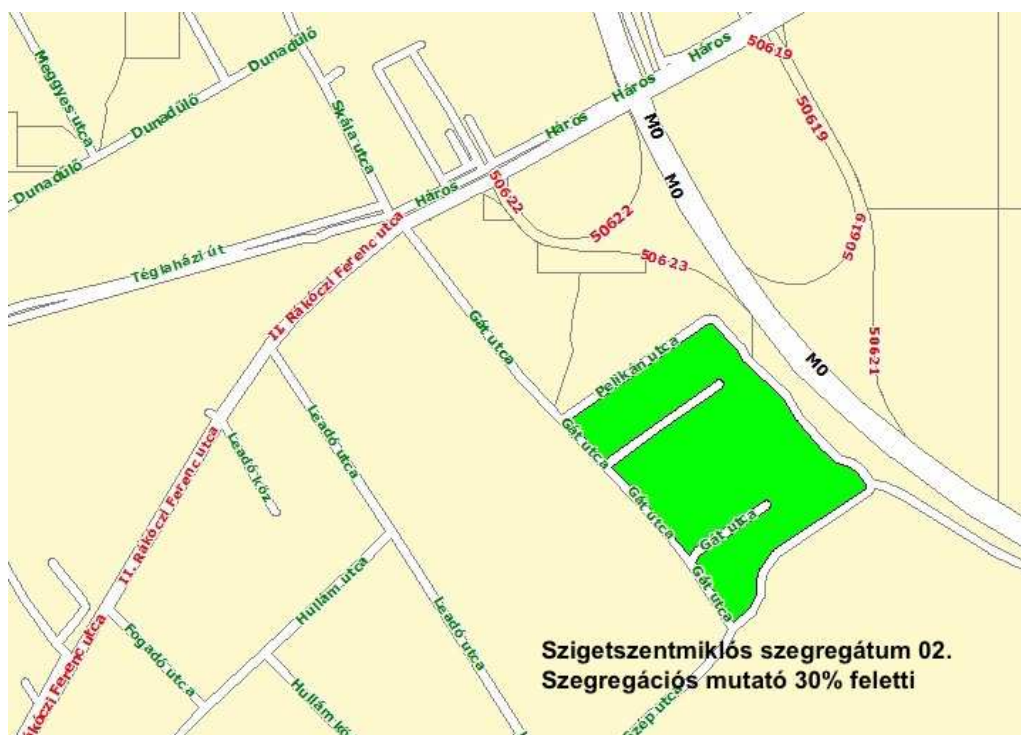 Meggyes utca
Dunadűlő
Dunadűlő
Dunadűlő
Skála utca
Háros
Háros
Háros
Háros
50619
50619
50619
50621
M0
M0
M0
50622
50622
50623
Téglaházi út
II. Rákóczi Ferenc utca
II. Rákóczi Ferenc utca
Rákóczi Ferenc utca
Gát utca
Gát utca
Gát utca
Gát utca
Gát utca
Pelikán utca
Leadó utca
Leadó utca
Leadó köz
Hullám utca
Hullám kö
Fogadó utca
Szép utca
Szigetszentmiklós szegregátum 02.
Szegregációs mutató 30% feletti